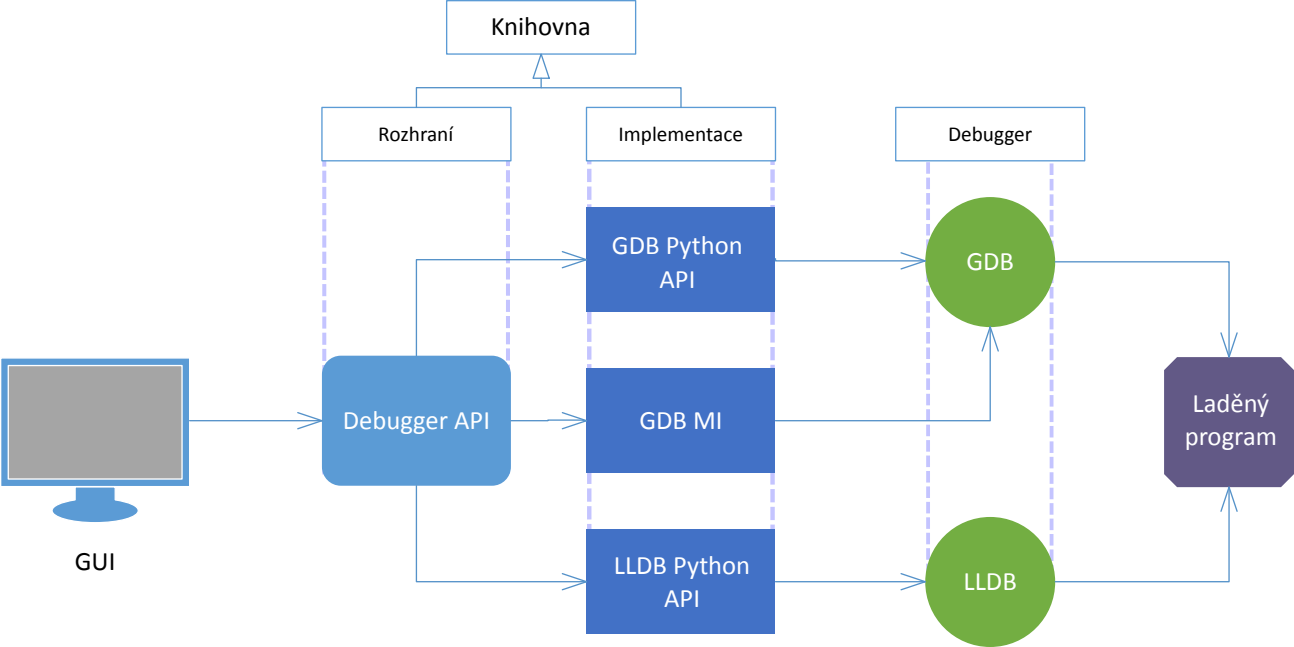 Knihovna
Rozhraní
Implementace
Debugger
GDB Python
API
GDB
Debugger API
GDB MI
Laděný
program
GUI
LLDB Python
API
LLDB